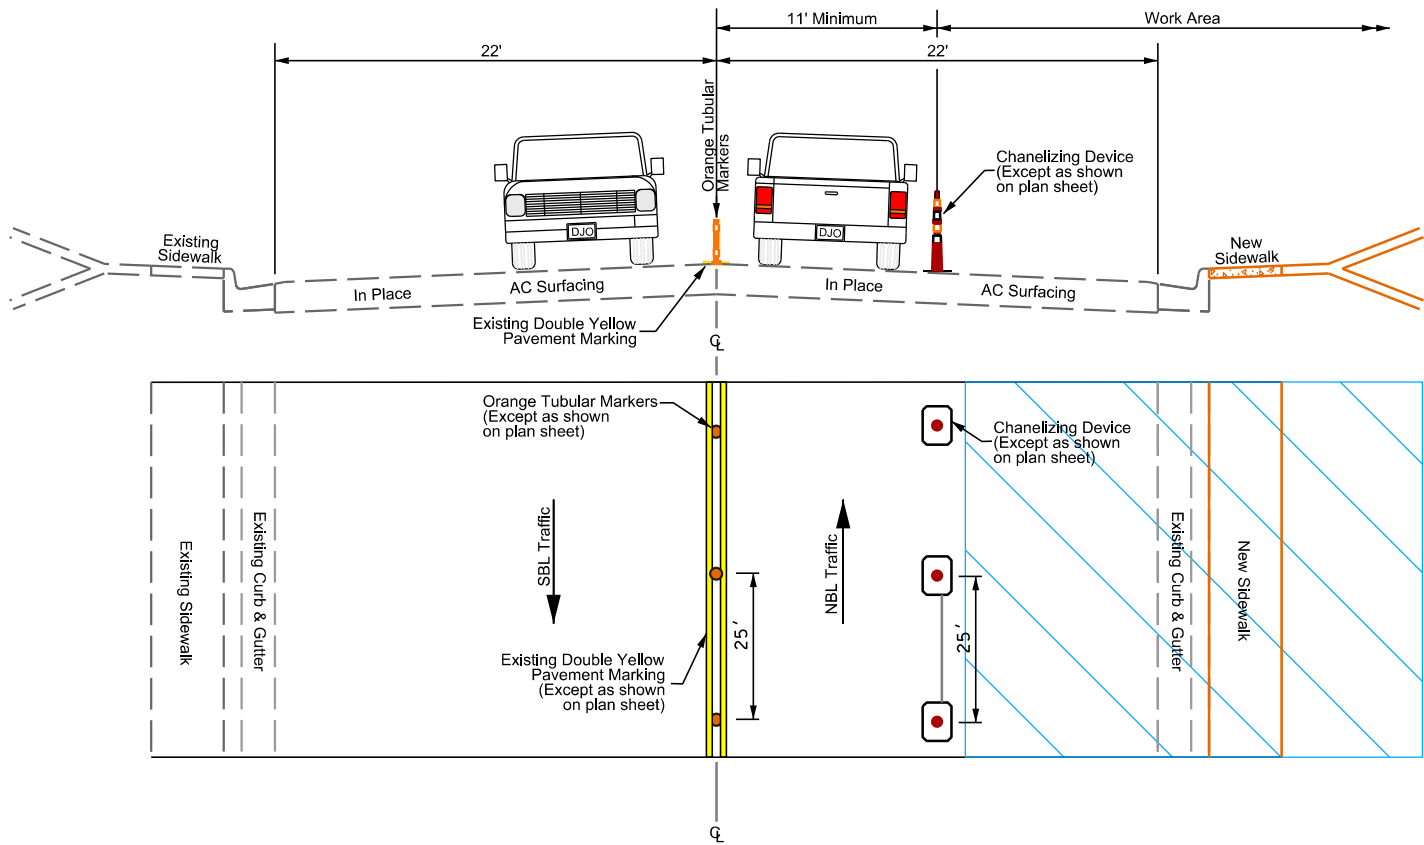 11' Minimum
Work Area
22'
22'
Orange Tubular
Markers
Chanelizing Device
(Except as shown
on plan sheet)
DJO
DJO
Existing
Sidewalk
New
Sidewalk
In Place
AC Surfacing
In Place
AC Surfacing
Existing Double Yellow
Pavement Marking
CL
Orange Tubular Markers
(Except as shown
on plan sheet)
Chanelizing Device
(Except as shown
on plan sheet)
Existing Sidewalk
Existing Curb & Gutter
SBL Traffic
NBL Traffic
Existing Curb & Gutter
New Sidewalk
25'
25'
Existing Double Yellow
Pavement Marking
(Except as shown
on plan sheet)
CL